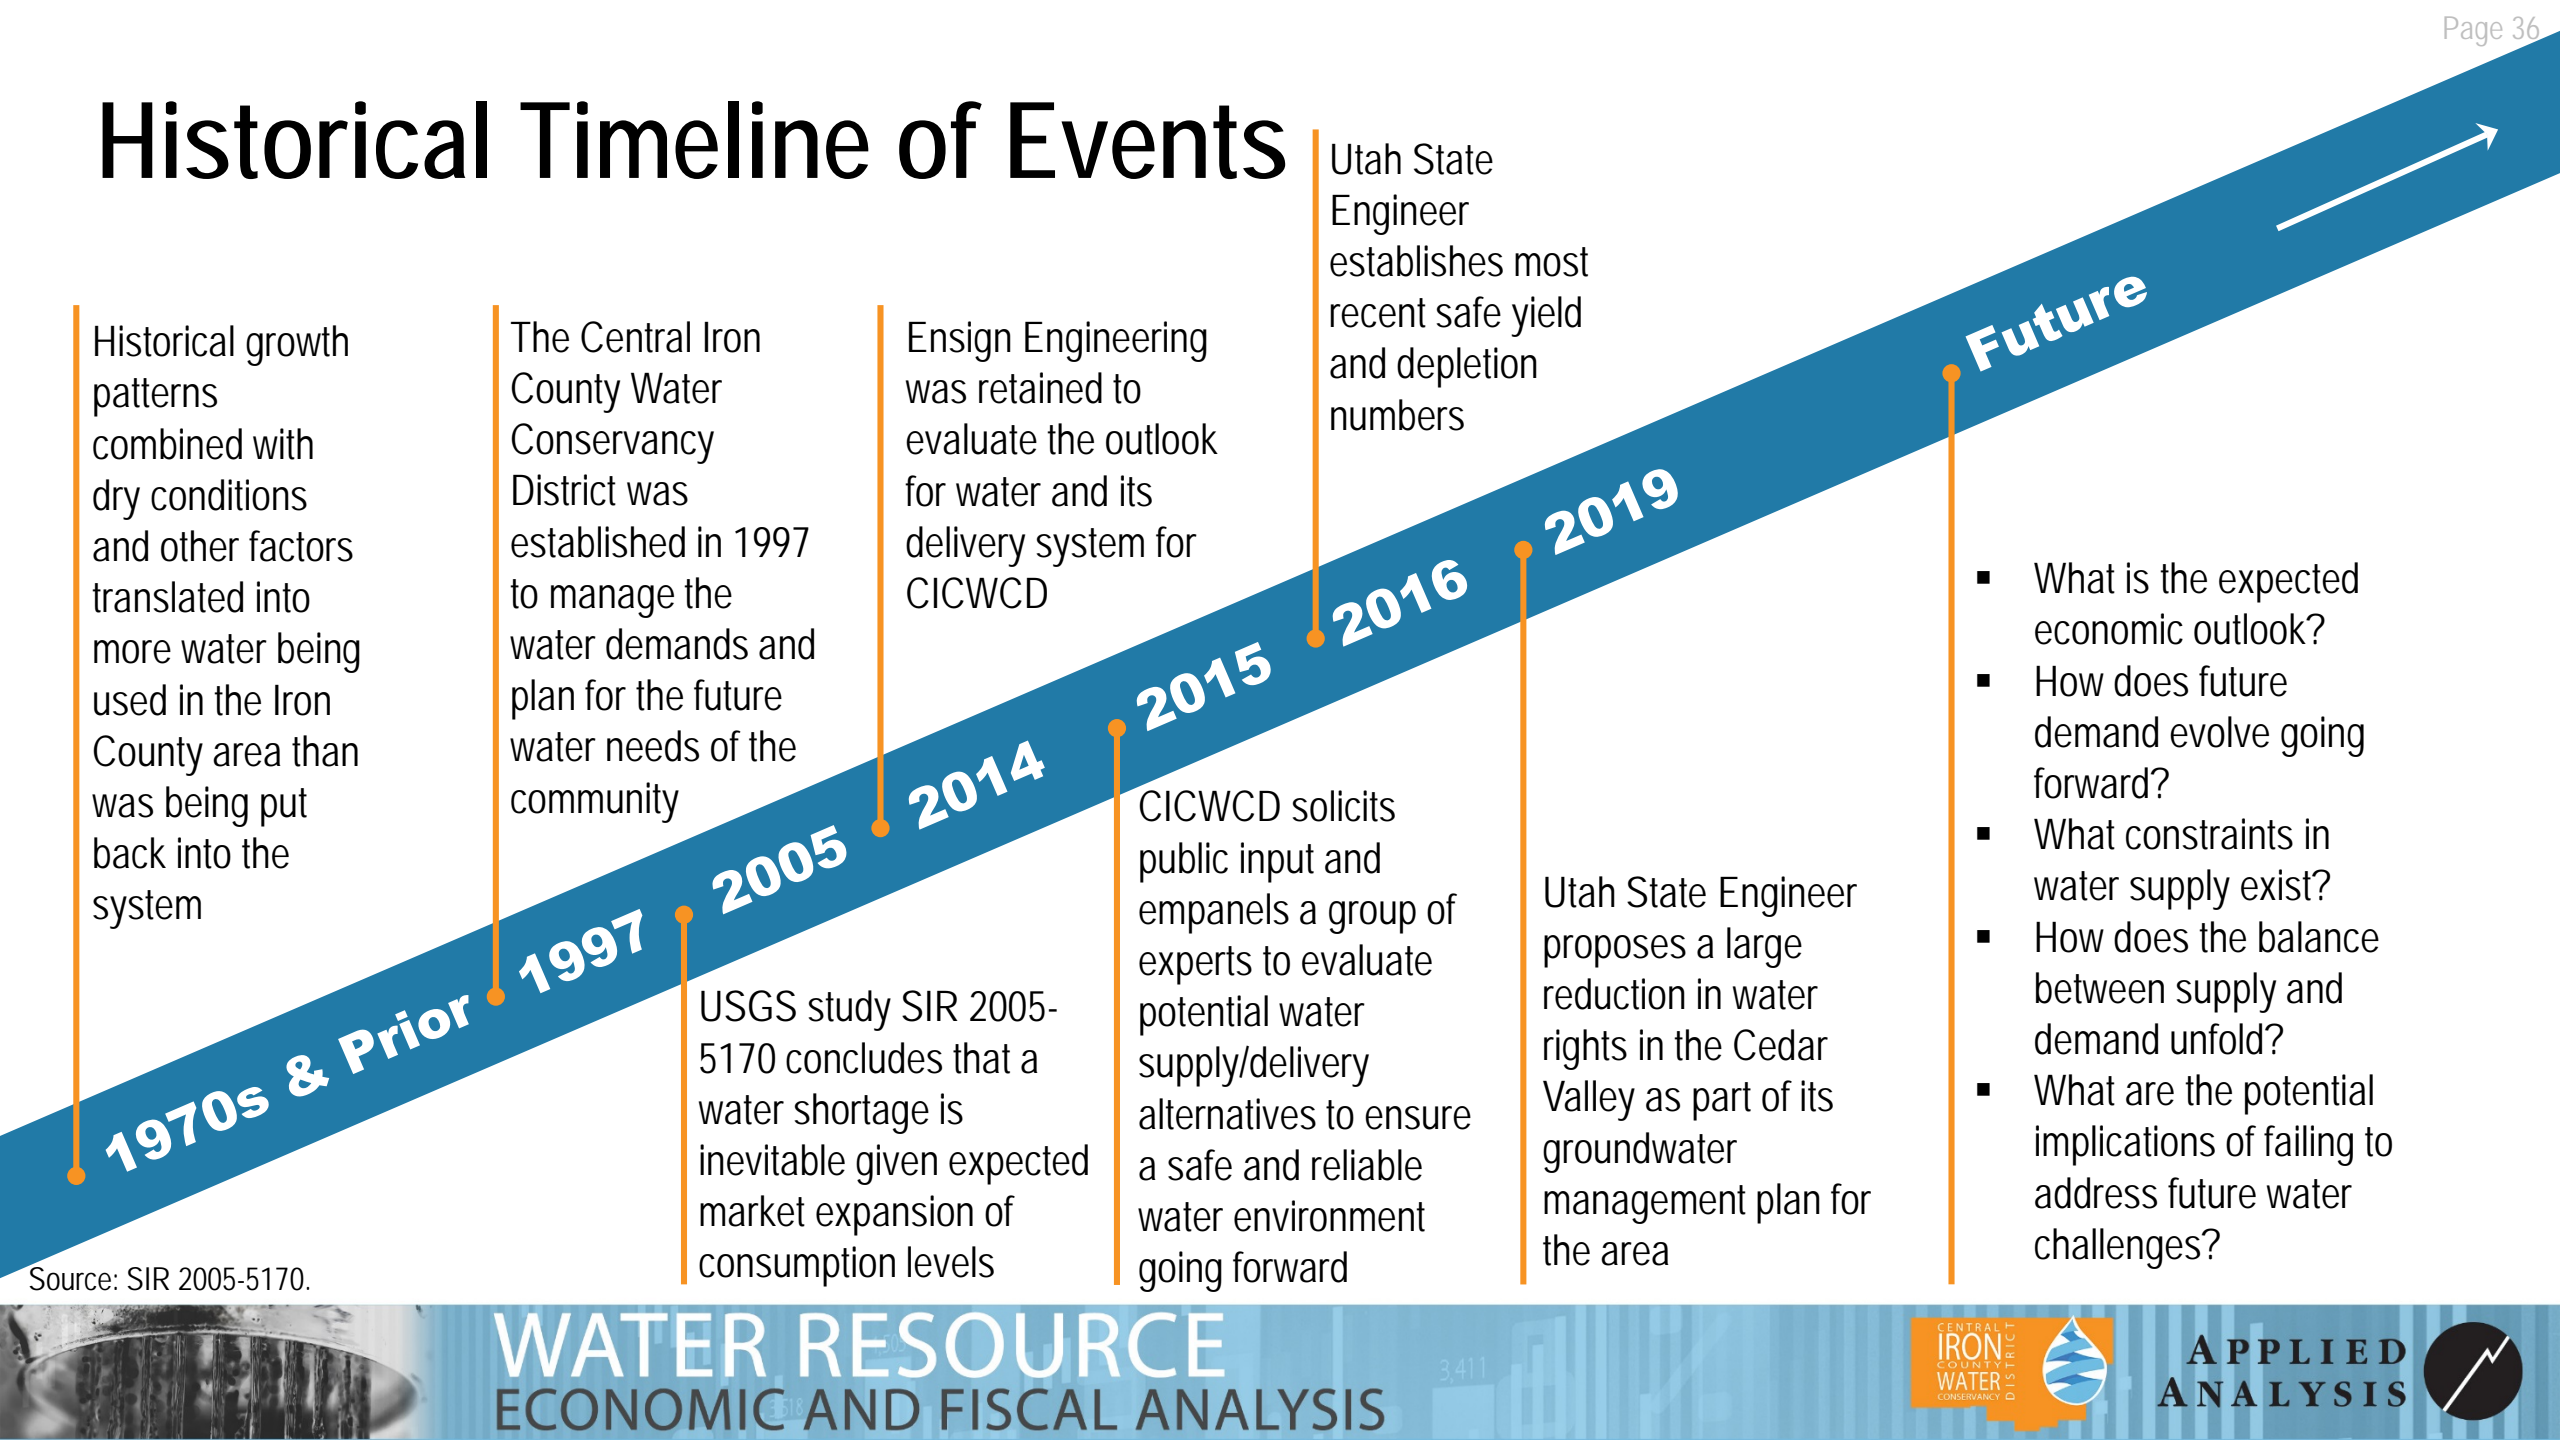 Page 36
Historical Timeline of Events
Historical growth
patterns
combined with
dry conditions
and other factors
translated into
more water being
used in the Iron
County area than
was being put
back into the
system
1970s & Prior
The Central Iron
County Water
Conservancy
District was
established in 1997
to manage the
water demands and
plan for the future
water needs of the
community
1997
USGS study SIR 2005-
5170 concludes that a
water shortage is
inevitable given expected
market expansion of
consumption levels
2005
Ensign Engineering
was retained to
evaluate the outlook
for water and its
delivery system for
CICWCD
2014
CICWCD solicits
public input and
empanels a group of
experts to evaluate
potential water
supply/delivery
alternatives to ensure
a safe and reliable
water environment
going forward
2015
Utah State
Engineer
establishes most
recent safe yield
and depletion
numbers
2016
Utah State Engineer
proposes a large
reduction in water
rights in the Cedar
Valley as part of its
groundwater
management plan for
the area
2019
Future
▪ What is the expected
economic outlook?
▪ How does future
demand evolve going
forward?
▪ What constraints in
water supply exist?
▪ How does the balance
between supply and
demand unfold?
▪ What are the potential
implications of failing to
address future water
challenges?
Source: SIR 2005-5170.
WATER RESOURCE
ECONOMIC AND FISCAL ANALYSIS
3,411
CENTRAL
IRON
COUNTY
WATER
CONSERVANCY
DISTRICT
APPLIED
ANALYSIS